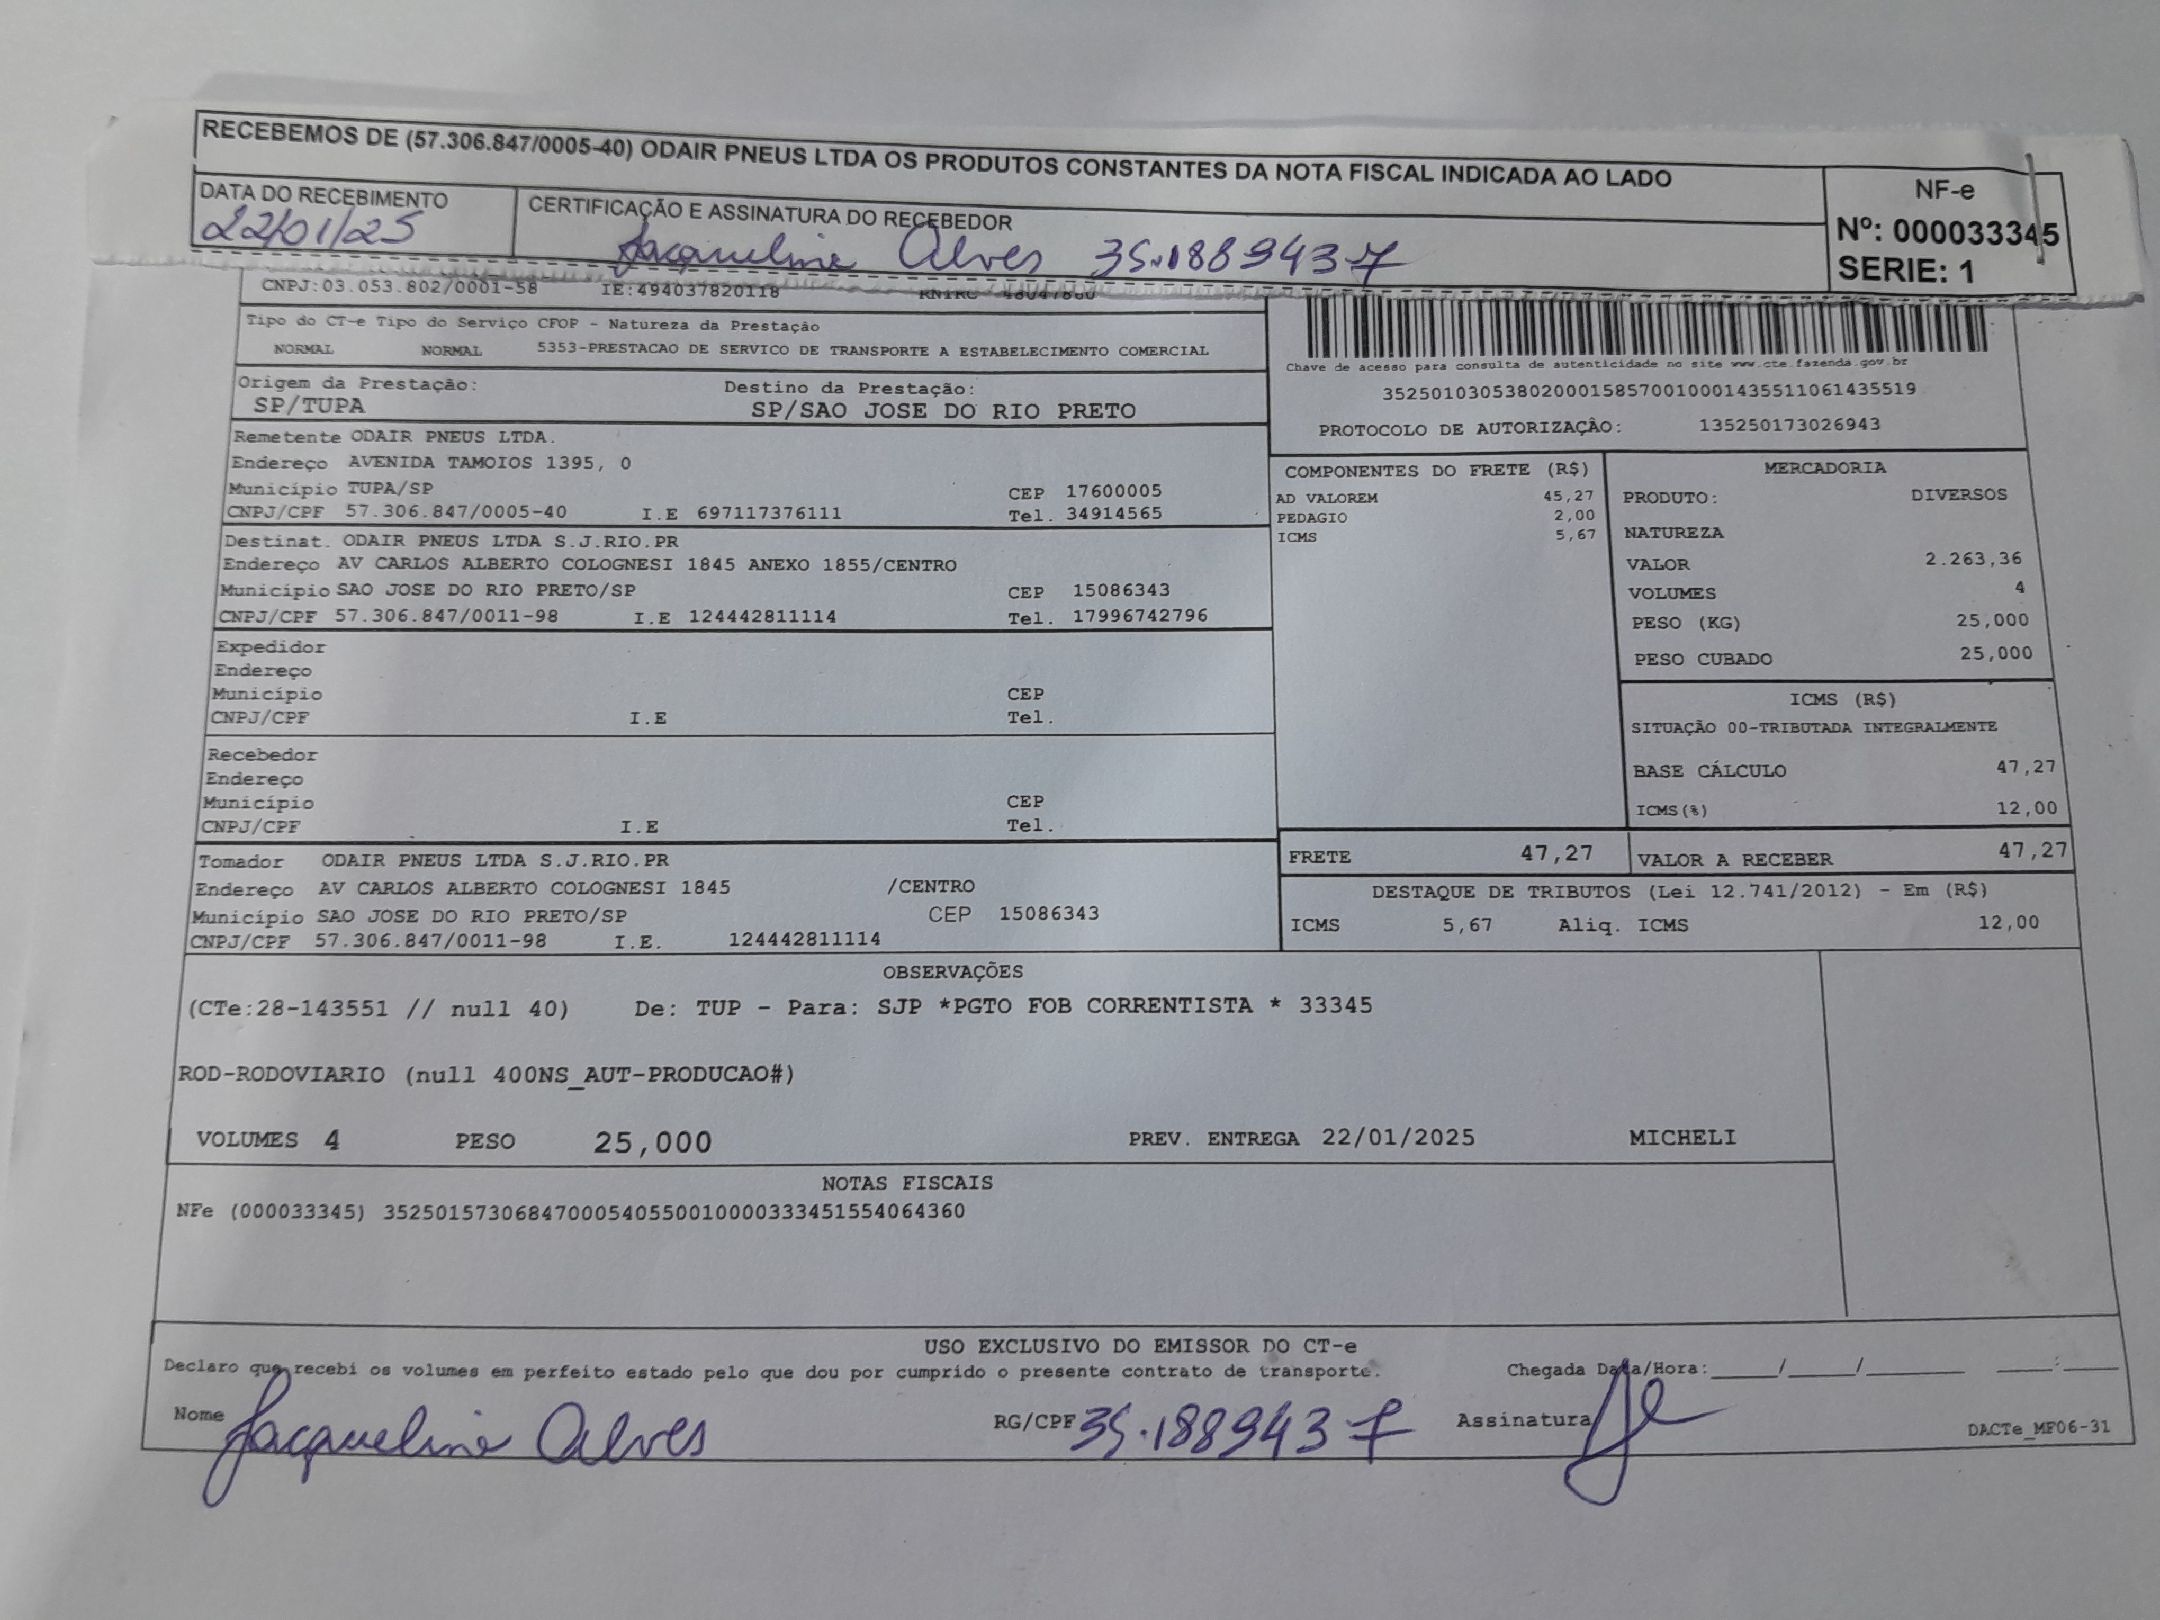 RECEBEMOS DE (57.306.847/0005-40) ODAIR PNEUS LTDA OS PRODUTOS CONSTANTES DA NOTA FISCAL INDICADA AO LADO
DATA DO RECEBIMENTO
22/01/25
CERTIFICAÇÃO E ASSINATURA DO RECEBEDOR
Jacqueline Alves 35.188943-7
NF-e
Nº: 000033345
SERIE: 1
CNPJ:03.053.802/0001-58 IE:494037820118 RNTRC
Tipo do CT-e Tipo do Serviço CFOP - Natureza da Prestação
NORMAL NORMAL 5353-PRESTACAO DE SERVICO DE TRANSPORTE A ESTABELECIMENTO COMERCIAL
Chave de acesso para consulta de autenticidade no site www.cte.fazenda.gov.br
35250103053802000158570010001435511061435519
PROTOCOLO DE AUTORIZAÇÃO: 135250173026943
Origem da Prestação: Destino da Prestação:
SP/TUPA SP/SAO JOSE DO RIO PRETO
Remetente ODAIR PNEUS LTDA.
Endereço AVENIDA TAMOIOS 1395, 0
Município TUPA/SP CEP 17600005
CNPJ/CPF 57.306.847/0005-40 I.E 697117376111 Tel. 34914565
Destinat. ODAIR PNEUS LTDA S.J.RIO.PR
Endereço AV CARLOS ALBERTO COLOGNESI 1845 ANEXO 1855/CENTRO
Município SAO JOSE DO RIO PRETO/SP CEP 15086343
CNPJ/CPF 57.306.847/0011-98 I.E 124442811114 Tel. 17996742796
Expedidor
Endereço
Município CEP
CNPJ/CPF I.E Tel.
Recebedor
Endereço
Município CEP
CNPJ/CPF I.E Tel.
Tomador ODAIR PNEUS LTDA S.J.RIO.PR
Endereço AV CARLOS ALBERTO COLOGNESI 1845 /CENTRO
Município SAO JOSE DO RIO PRETO/SP CEP 15086343
CNPJ/CPF 57.306.847/0011-98 I.E. 124442811114
COMPONENTES DO FRETE (R$)
AD VALOREM 45,27
PEDAGIO 2,00
ICMS 5,67
MERCADORIA
PRODUTO: DIVERSOS
NATUREZA
VALOR 2.263,36
VOLUMES 4
PESO (KG) 25,000
PESO CUBADO 25,000
ICMS (R$)
SITUAÇÃO 00-TRIBUTADA INTEGRALMENTE
BASE CÁLCULO 47,27
ICMS(%) 12,00
FRETE 47,27 VALOR A RECEBER 47,27
DESTAQUE DE TRIBUTOS (Lei 12.741/2012) - Em (R$)
ICMS 5,67 Aliq. ICMS 12,00
OBSERVAÇÕES
(CTe:28-143551 // null 40) De: TUP - Para: SJP *PGTO FOB CORRENTISTA * 33345
ROD-RODOVIARIO (null 400NS_AUT-PRODUCAO#)
VOLUMES 4 PESO 25,000 PREV. ENTREGA 22/01/2025 MICHELI
NOTAS FISCAIS
NFe (000033345) 35250157306847000540550010000333451554064360
USO EXCLUSIVO DO EMISSOR DO CT-e
Declaro que recebi os volumes em perfeito estado pelo que dou por cumprido o presente contrato de transporte. Chegada Data/Hora:____/____/______ ___:____
Nome Jacqueline Alves RG/CPF 35.188943-7 Assinatura
DACTe_MF06-31